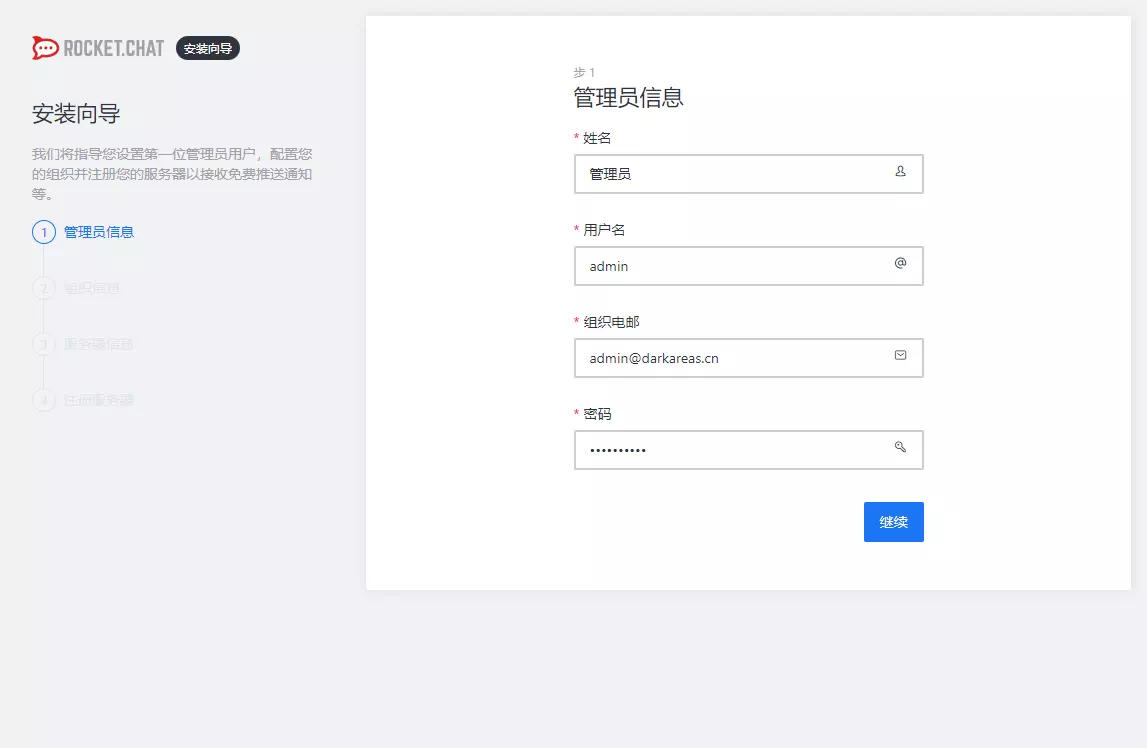 ROCKET.CHAT 安装向导
安装向导
我们将指导您设置第一位管理员用户，配置您
的组织并注册您的服务器以接收免费推送通知
等。
1 管理员信息
2 组织信息
3 服务器信息
4 注册服务器
步 1
管理员信息
* 姓名
管理员
* 用户名
admin
@
* 组织电邮
admin@darkareas.cn
* 密码
••••••••••
继续